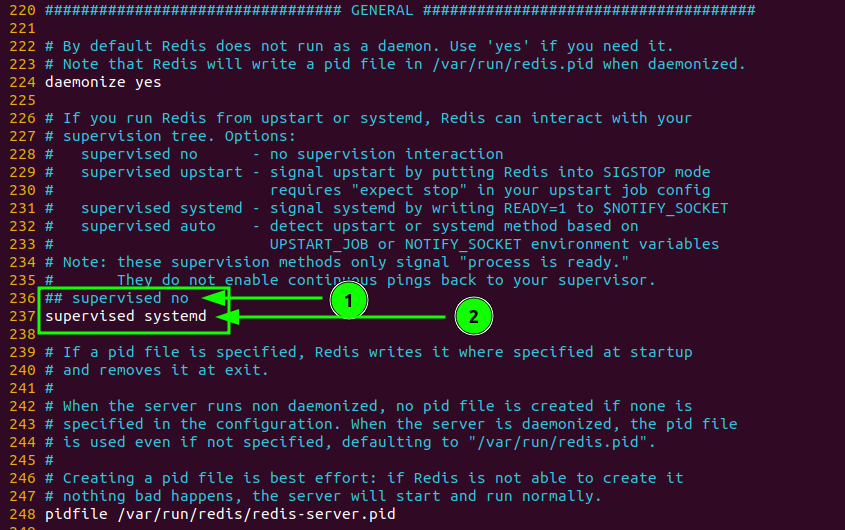 220 ################################# GENERAL #####################################
221
222 # By default Redis does not run as a daemon. Use 'yes' if you need it.
223 # Note that Redis will write a pid file in /var/run/redis.pid when daemonized.
224 daemonize yes
225
226 # If you run Redis from upstart or systemd, Redis can interact with your
227 # supervision tree. Options:
228 #   supervised no      - no supervision interaction
229 #   supervised upstart - signal upstart by putting Redis into SIGSTOP mode
230 #                        requires "expect stop" in your upstart job config
231 #   supervised systemd - signal systemd by writing READY=1 to $NOTIFY_SOCKET
232 #   supervised auto    - detect upstart or systemd method based on
233 #                        UPSTART_JOB or NOTIFY_SOCKET environment variables
234 # Note: these supervision methods only signal "process is ready."
235 #       They do not enable continuous pings back to your supervisor.
236 ## supervised no 1
237 supervised systemd 2
238
239 # If a pid file is specified, Redis writes it where specified at startup
240 # and removes it at exit.
241 #
242 # When the server runs non daemonized, no pid file is created if none is
243 # specified in the configuration. When the server is daemonized, the pid file
244 # is used even if not specified, defaulting to "/var/run/redis.pid".
245 #
246 # Creating a pid file is best effort: if Redis is not able to create it
247 # nothing bad happens, the server will start and run normally.
248 pidfile /var/run/redis/redis-server.pid